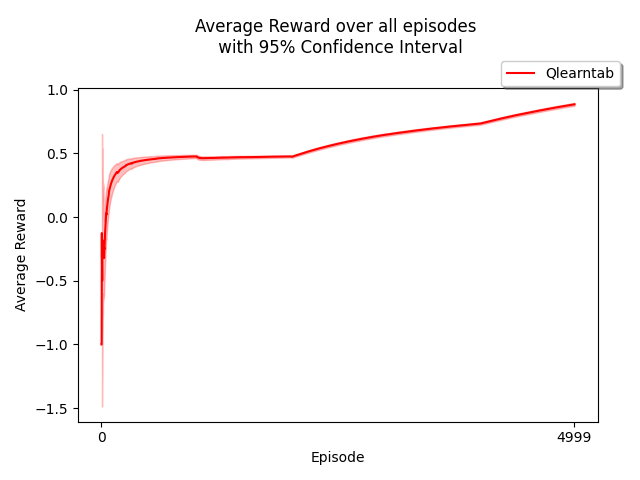 Average Reward over all episodes
with 95% Confidence Interval
Qlearntab
1.0
0.5
0.0
−0.5
−1.0
−1.5
Average Reward
0
4999
Episode